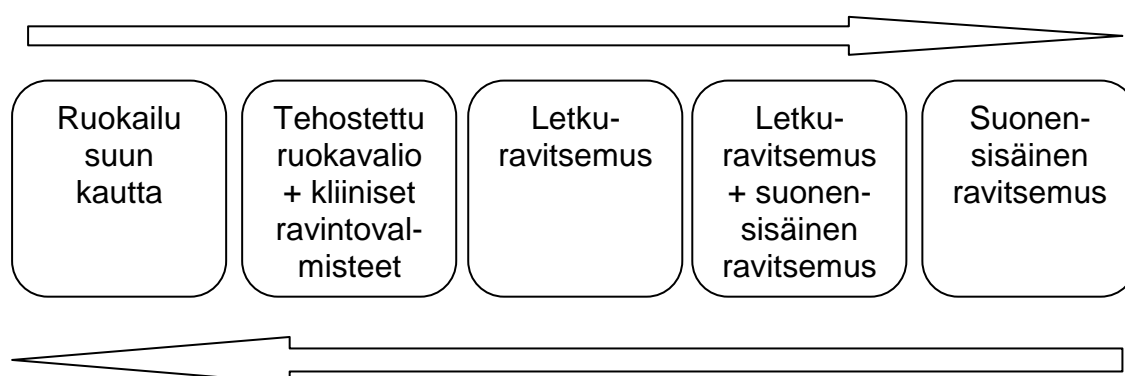 Ruokailu
suun
kautta
Tehostettu
ruokavalio
+ kliiniset
ravintoval-
misteet
Letku-
ravitsemus
Letku-
ravitsemus
+ suonen-
sisäinen
ravitsemus
Suonen-
sisäinen
ravitsemus